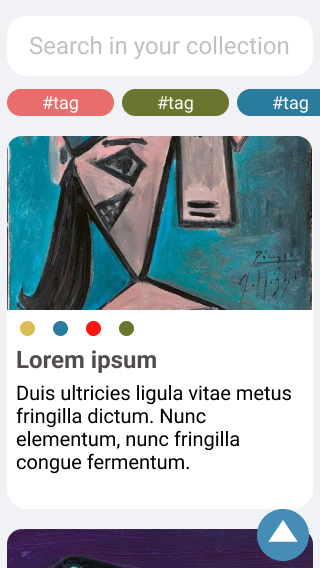 Search in your collection
#tag #tag #tag
Picasso
Lorem ipsum
Duis ultricies ligula vitae metus
fringilla dictum. Nunc
elementum, nunc fringilla
congue fermentum.